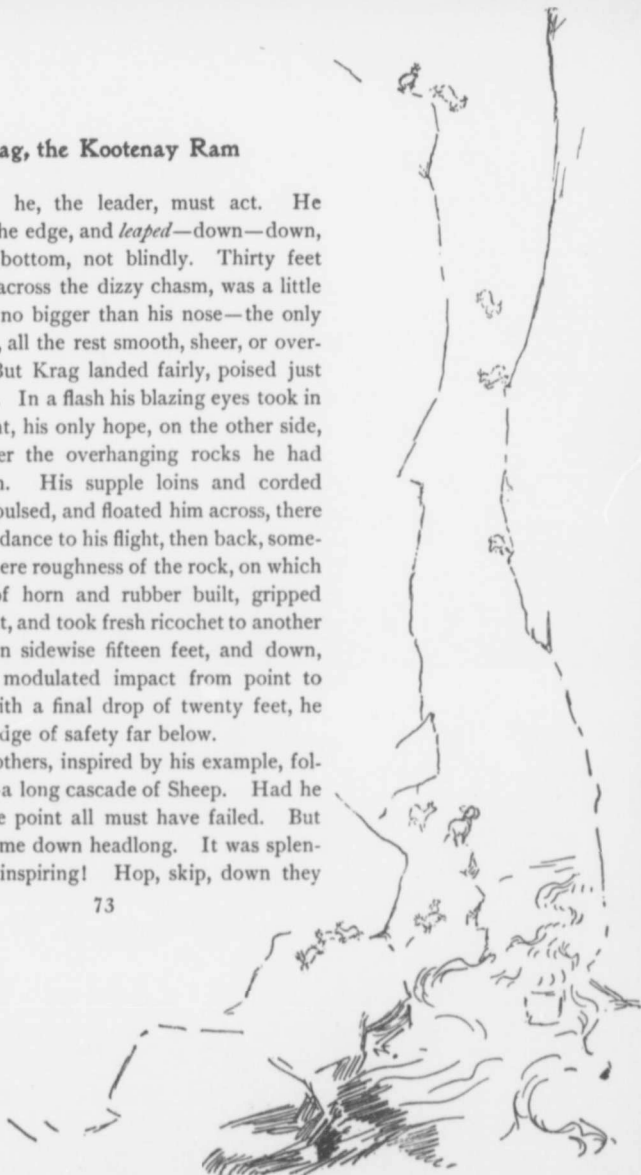 ag, the Kootenay Ram
he, the leader, must act. He
he edge, and leaped—down—down,
bottom, not blindly. Thirty feet
across the dizzy chasm, was a little
no bigger than his nose—the only
, all the rest smooth, sheer, or over-
But Krag landed fairly, poised just
In a flash his blazing eyes took in
t, his only hope, on the other side,
er the overhanging rocks he had
n. His supple loins and corded
pulsed, and floated him across, there
dance to his flight, then back, some-
ere roughness of the rock, on which
of horn and rubber built, gripped
t, and took fresh ricochet to another
n sidewise fifteen feet, and down,
modulated impact from point to
ith a final drop of twenty feet, he
dge of safety far below.
others, inspired by his example, fol-
a long cascade of Sheep. Had he
e point all must have failed. But
me down headlong. It was splen-
inspiring! Hop, skip, down they
73